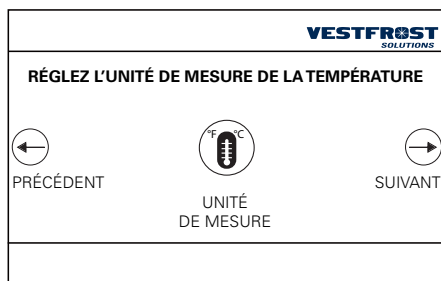 VESTFROST
SOLUTIONS
RÉGLEZ L'UNITÉ DE MESURE DE LA TEMPÉRATURE
°F °C
PRÉCÉDENT
SUIVANT
UNITÉ
DE MESURE